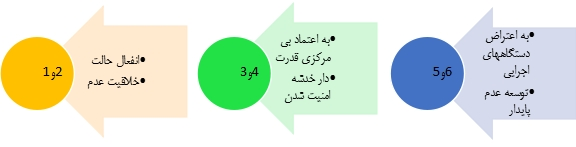 2و1
انفعال حالت
خلاقیت عدم
4و3
به اعتماد بی
مرکزی قدرت
دار خدشه
امنیت شدن
6و5
به اعتراض
دستگاههای
اجرایی
توسعه عدم
پایدار